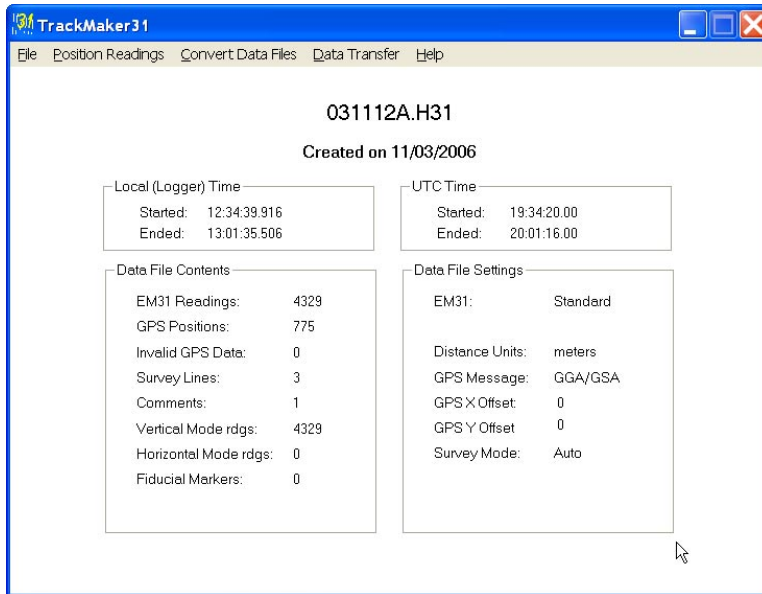 TrackMaker31
File Position Readings Convert Data Files Data Transfer Help
031112A.H31
Created on 11/03/2006
Local (Logger) Time
Started: 12:34:39.916
Ended: 13:01:35.506
UTC Time
Started: 19:34:20.00
Ended: 20:01:16.00
Data File Contents
EM31 Readings: 4329
GPS Positions: 775
Invalid GPS Data: 0
Survey Lines: 3
Comments: 1
Vertical Mode rdgs: 4329
Horizontal Mode rdgs: 0
Fiducial Markers: 0
Data File Settings
EM31: Standard
Distance Units: meters
GPS Message: GGA/GSA
GPS X Offset: 0
GPS Y Offset 0
Survey Mode: Auto